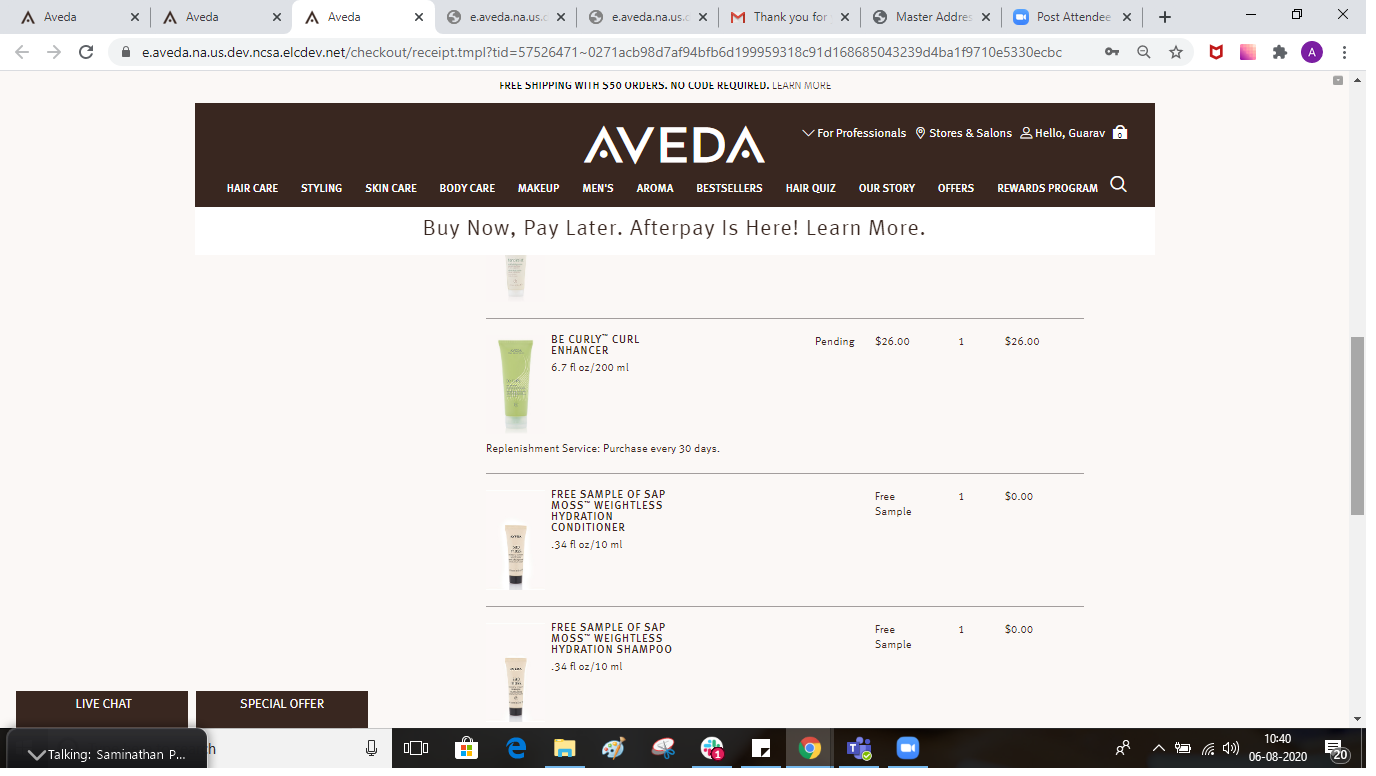 Aveda
Aveda
Aveda
e.aveda.na.us.c
e.aveda.na.us.c
Thank you for
Master Addres
Post Attendee
e.aveda.na.us.dev.ncsa.elcdev.net/checkout/receipt.tmpl?tid=57526471~0271acb98d7af94bfb6d199959318c91d168685043239d4ba1f9710e5330ecbc
A
FREE SHIPPING WITH $50 ORDERS. NO CODE REQUIRED. LEARN MORE
AVEDA
For Professionals
Stores & Salons
Hello, Guarav
0
HAIR CARE STYLING SKIN CARE BODY CARE MAKEUP MEN'S AROMA BESTSELLERS HAIR QUIZ OUR STORY OFFERS REWARDS PROGRAM
Buy Now, Pay Later. Afterpay Is Here! Learn More.
BE CURLY™ CURL
ENHANCER
6.7 fl oz/200 ml
Pending $26.00 1 $26.00
Replenishment Service: Purchase every 30 days.
FREE SAMPLE OF SAP
MOSS™ WEIGHTLESS
HYDRATION
CONDITIONER
.34 fl oz/10 ml
Free
Sample
1
$0.00
FREE SAMPLE OF SAP
MOSS™ WEIGHTLESS
HYDRATION SHAMPOO
.34 fl oz/10 ml
Free
Sample
1
$0.00
LIVE CHAT
SPECIAL OFFER
Talking: Saminathan P...
ch
1
10:40
06-08-2020
20